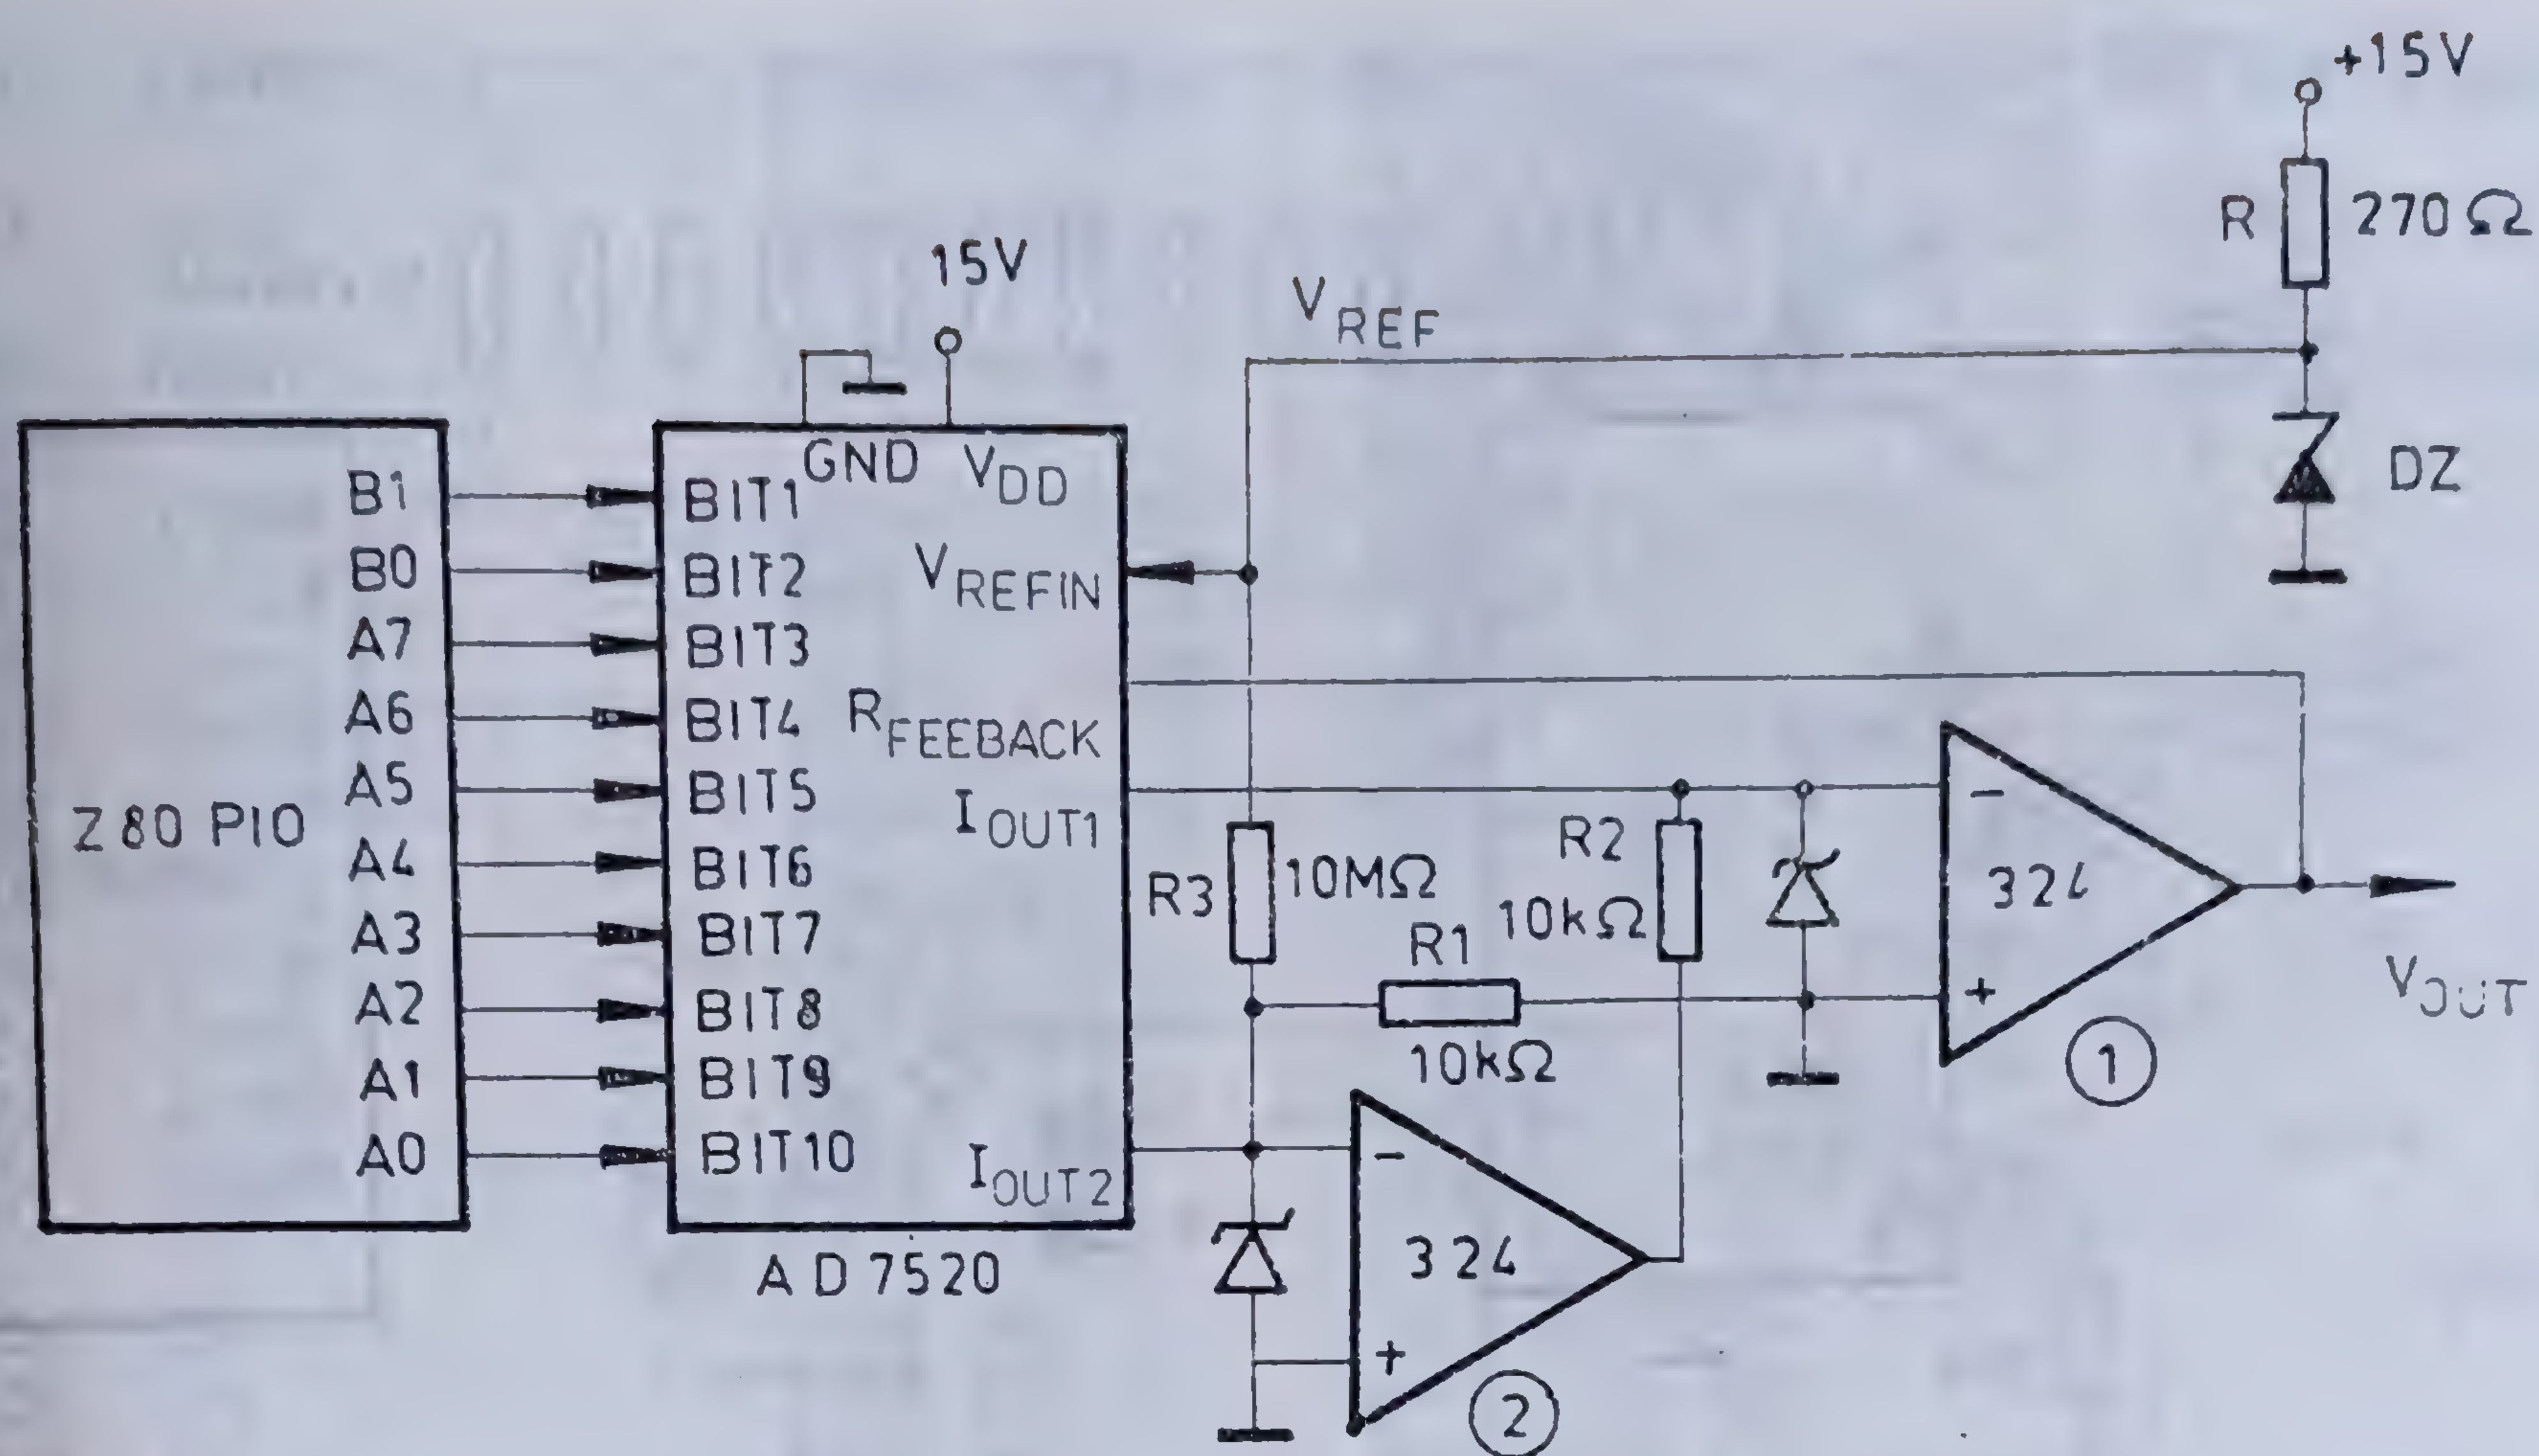 +15V
R 270Ω
15V
VREF
GND VDD
DZ
B1 BIT1
B0 BIT2
VREFIN
A7 BIT3
A6 BIT4
RFEEBACK
A5 BIT5
IOUT1
Z80 PIO
A4 BIT6
R3 10MΩ
R2
10kΩ
-
324
+
A3 BIT7
R1
10kΩ
VOUT
A2 BIT8
1
A1 BIT9
A0 BIT10
IOUT2
-
324
+
AD7520
2